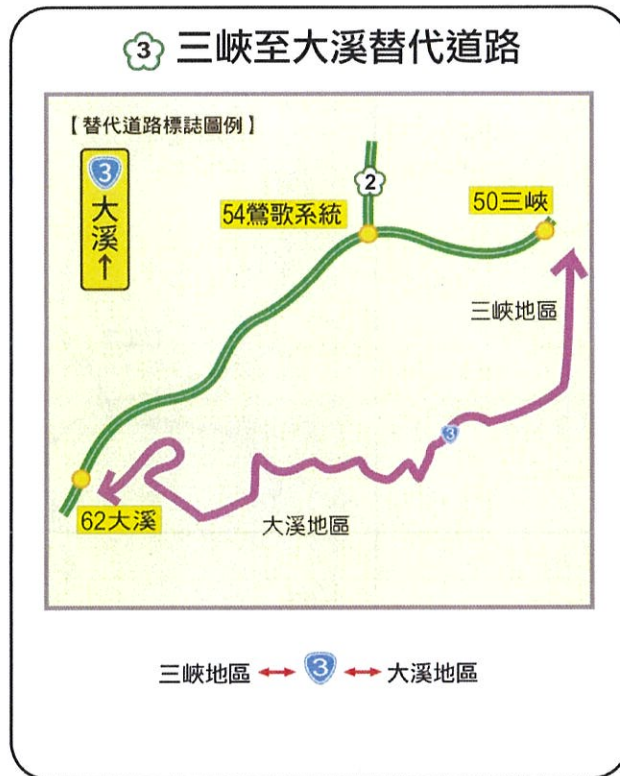 3 三峽至大溪替代道路
【替代道路標誌圖例】
3
大溪
↑
2
54鶯歌系統
50三峽
三峽地區
3
62大溪
大溪地區
三峽地區 ↔ 3 ↔ 大溪地區